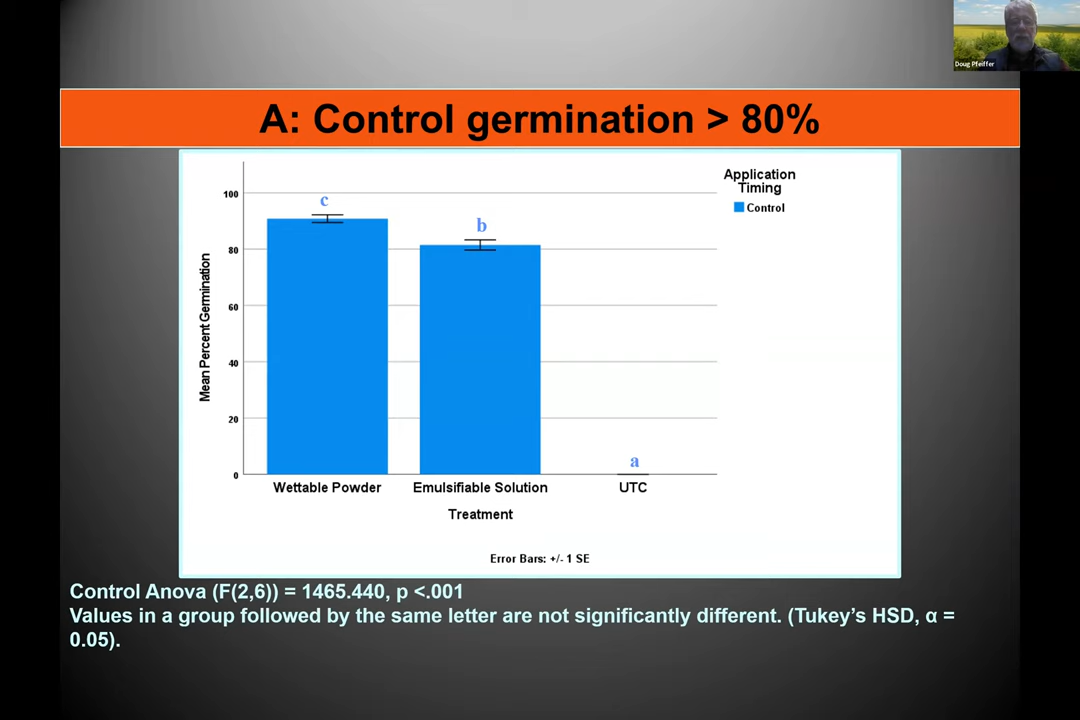 Doug Pfeiffer
A: Control germination > 80%
Application
Timing
Control
Mean Percent Germination
100
80
60
40
20
0
c
b
a
Wettable Powder
Emulsifiable Solution
UTC
Treatment
Error Bars: +/- 1 SE
Control Anova (F(2,6)) = 1465.440, p <.001
Values in a group followed by the same letter are not significantly different. (Tukey’s HSD, α =
0.05).